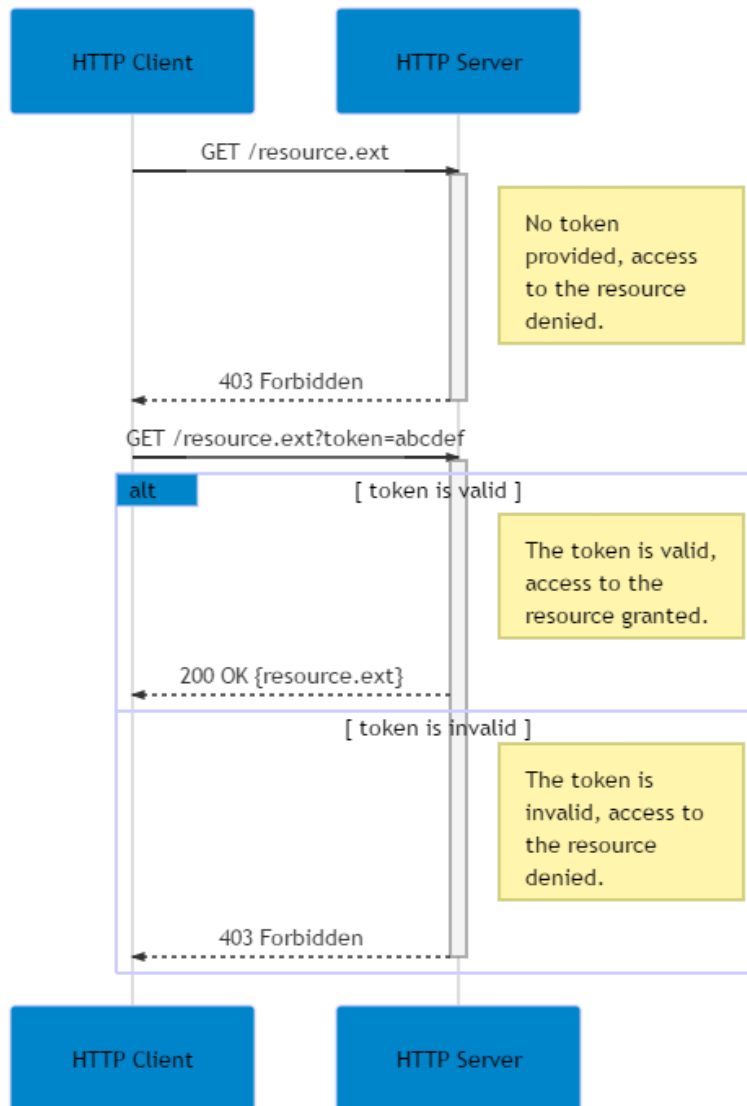 HTTP Client
HTTP Server
GET /resource.ext
No token
provided, access
to the resource
denied.
403 Forbidden
GET /resource.ext?token=abcdef
alt
[ token is valid ]
The token is valid,
access to the
resource granted.
200 OK {resource.ext}
[ token is invalid ]
The token is
invalid, access to
the resource
denied.
403 Forbidden
HTTP Client
HTTP Server